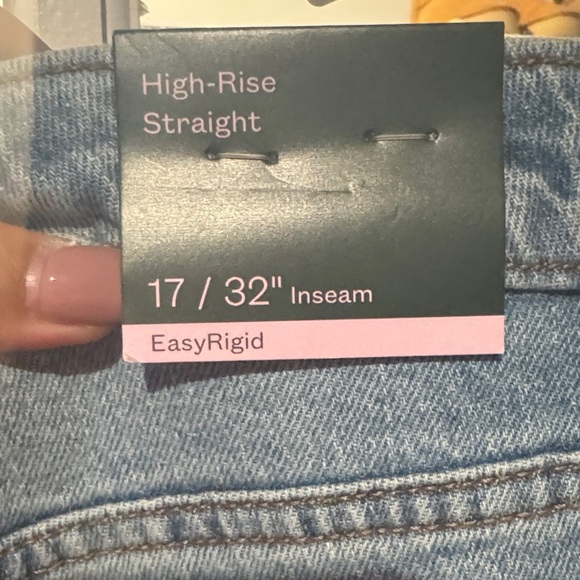 High-Rise
Straight
17 / 32" Inseam
EasyRigid